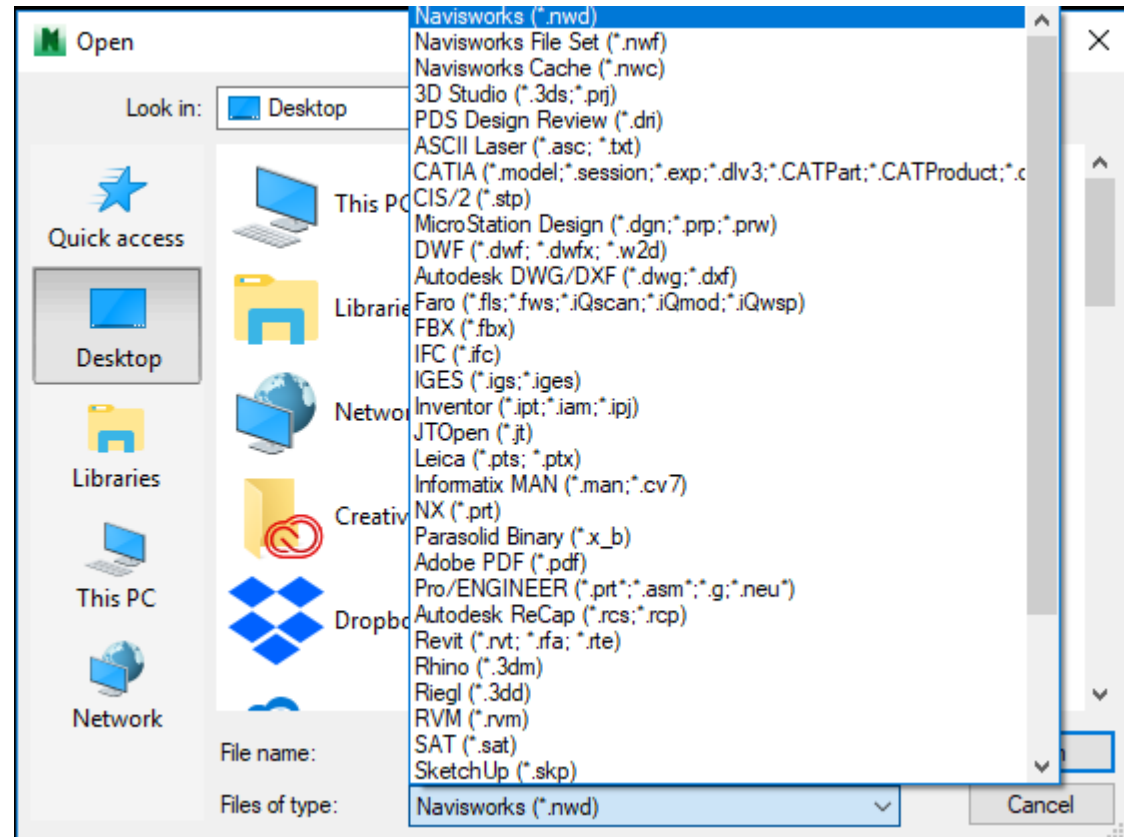 Open
Look in:
Desktop
Quick access
Desktop
Libraries
This PC
Network
This PC
Navisworks (*.nwd)
Navisworks File Set (*.nwf)
Navisworks Cache (*.nwc)
3D Studio (*.3ds;*.prj)
PDS Design Review (*.dri)
ASCII Laser (*.asc; *.txt)
CATIA (*.model;*.session;*.exp;*.dlv3;*.CATPart;*.CATProduct;*.c
CIS/2 (*.stp)
MicroStation Design (*.dgn;*.prp;*.prw)
DWF (*.dwf; *.dwfx; *.w2d)
Autodesk DWG/DXF (*.dwg;*.dxf)
Faro (*.fls;*.fws;*.iQscan;*.iQmod;*.iQwsp)
FBX (*.fbx)
IFC (*.ifc)
IGES (*.igs;*.iges)
Inventor (*.ipt;*.iam;*.ipj)
JTOpen (*.jt)
Leica (*.pts; *.ptx)
Informatix MAN (*.man;*.cv7)
NX (*.prt)
Parasolid Binary (*.x_b)
Adobe PDF (*.pdf)
Pro/ENGINEER (*.prt*;*.asm*;*.g;*.neu*)
Autodesk ReCap (*.rcs;*.rcp)
Revit (*.rvt; *.rfa; *.rte)
Rhino (*.3dm)
Riegl (*.3dd)
RVM (*.rvm)
SAT (*.sat)
SketchUp (*.skp)
File name:
Files of type:
Navisworks (*.nwd)
Cancel